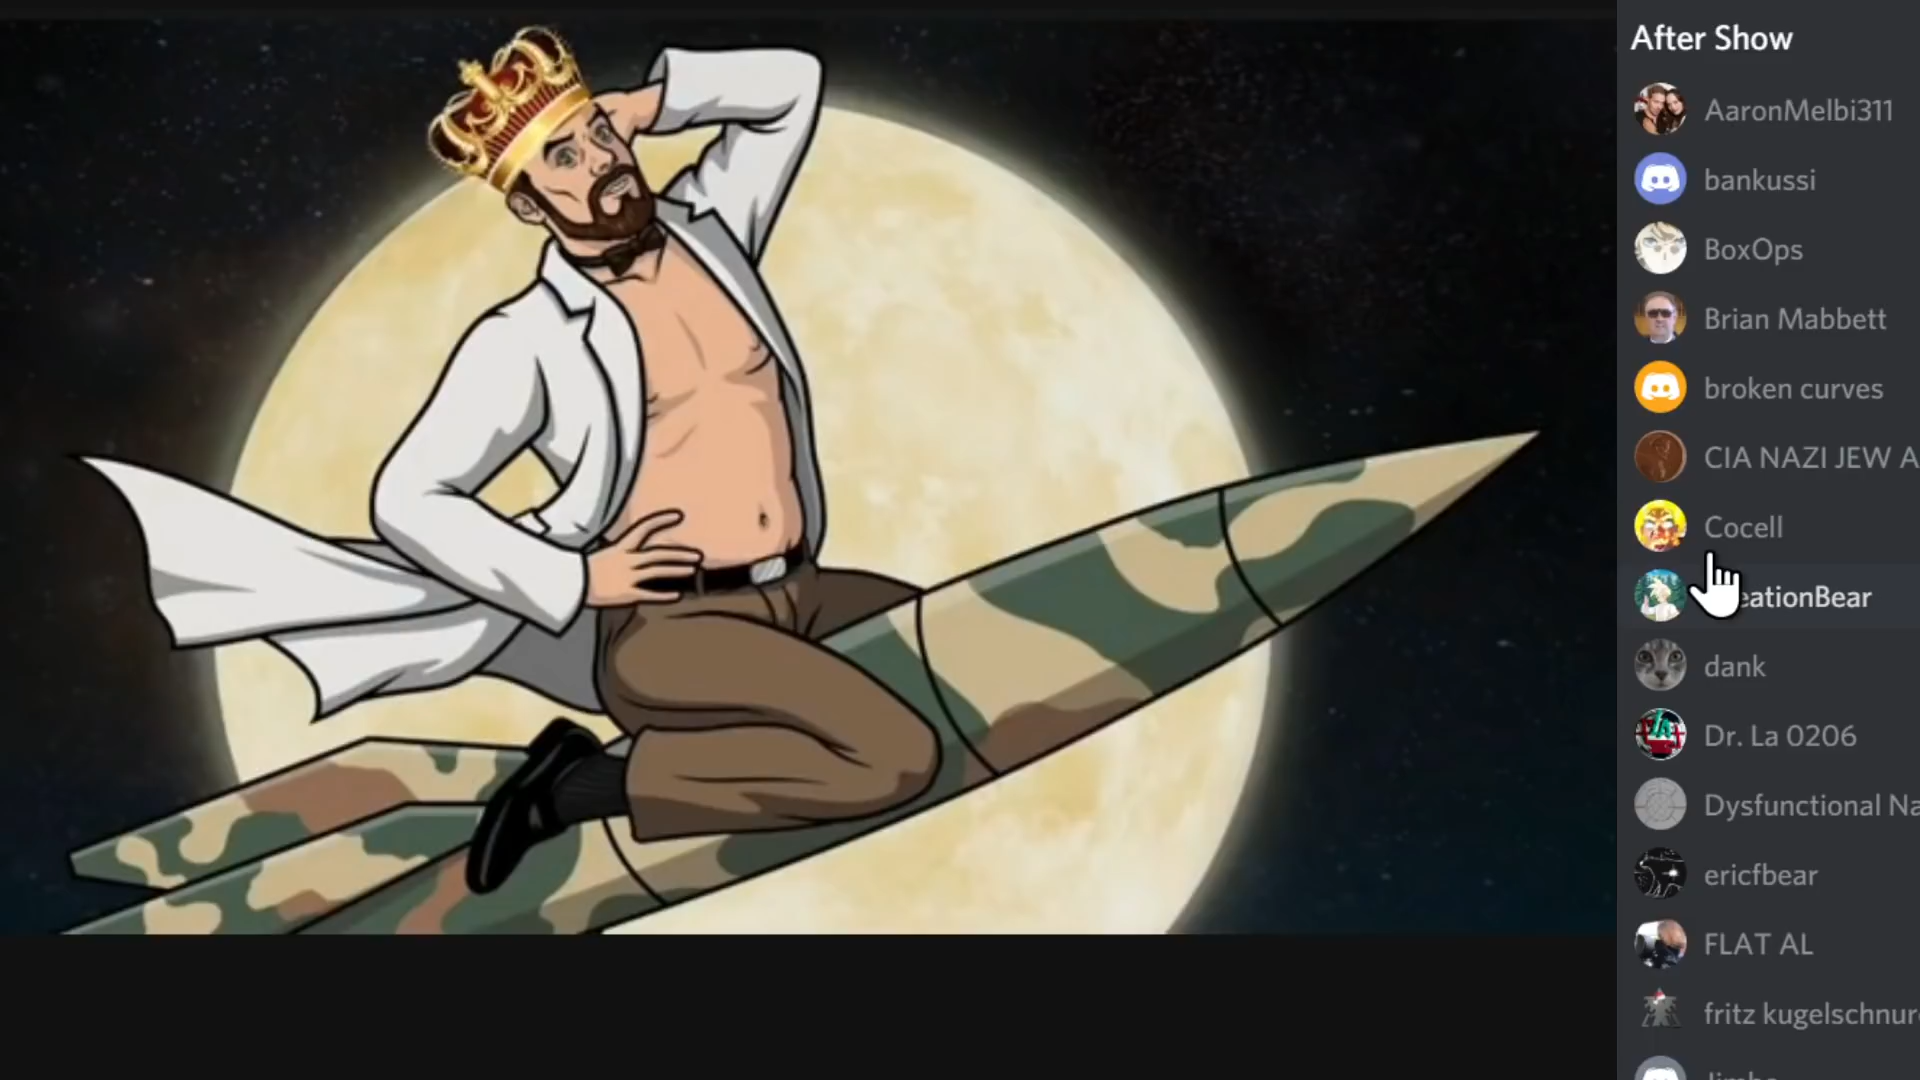 After Show
AaronMelbi311
bankussi
BoxOps
Brian Mabbett
broken curves
CIA NAZI JEW A
Cocell
eationBear
dank
Dr. La 0206
Dysfunctional Na
ericfbear
FLAT AL
fritz kugelschnur